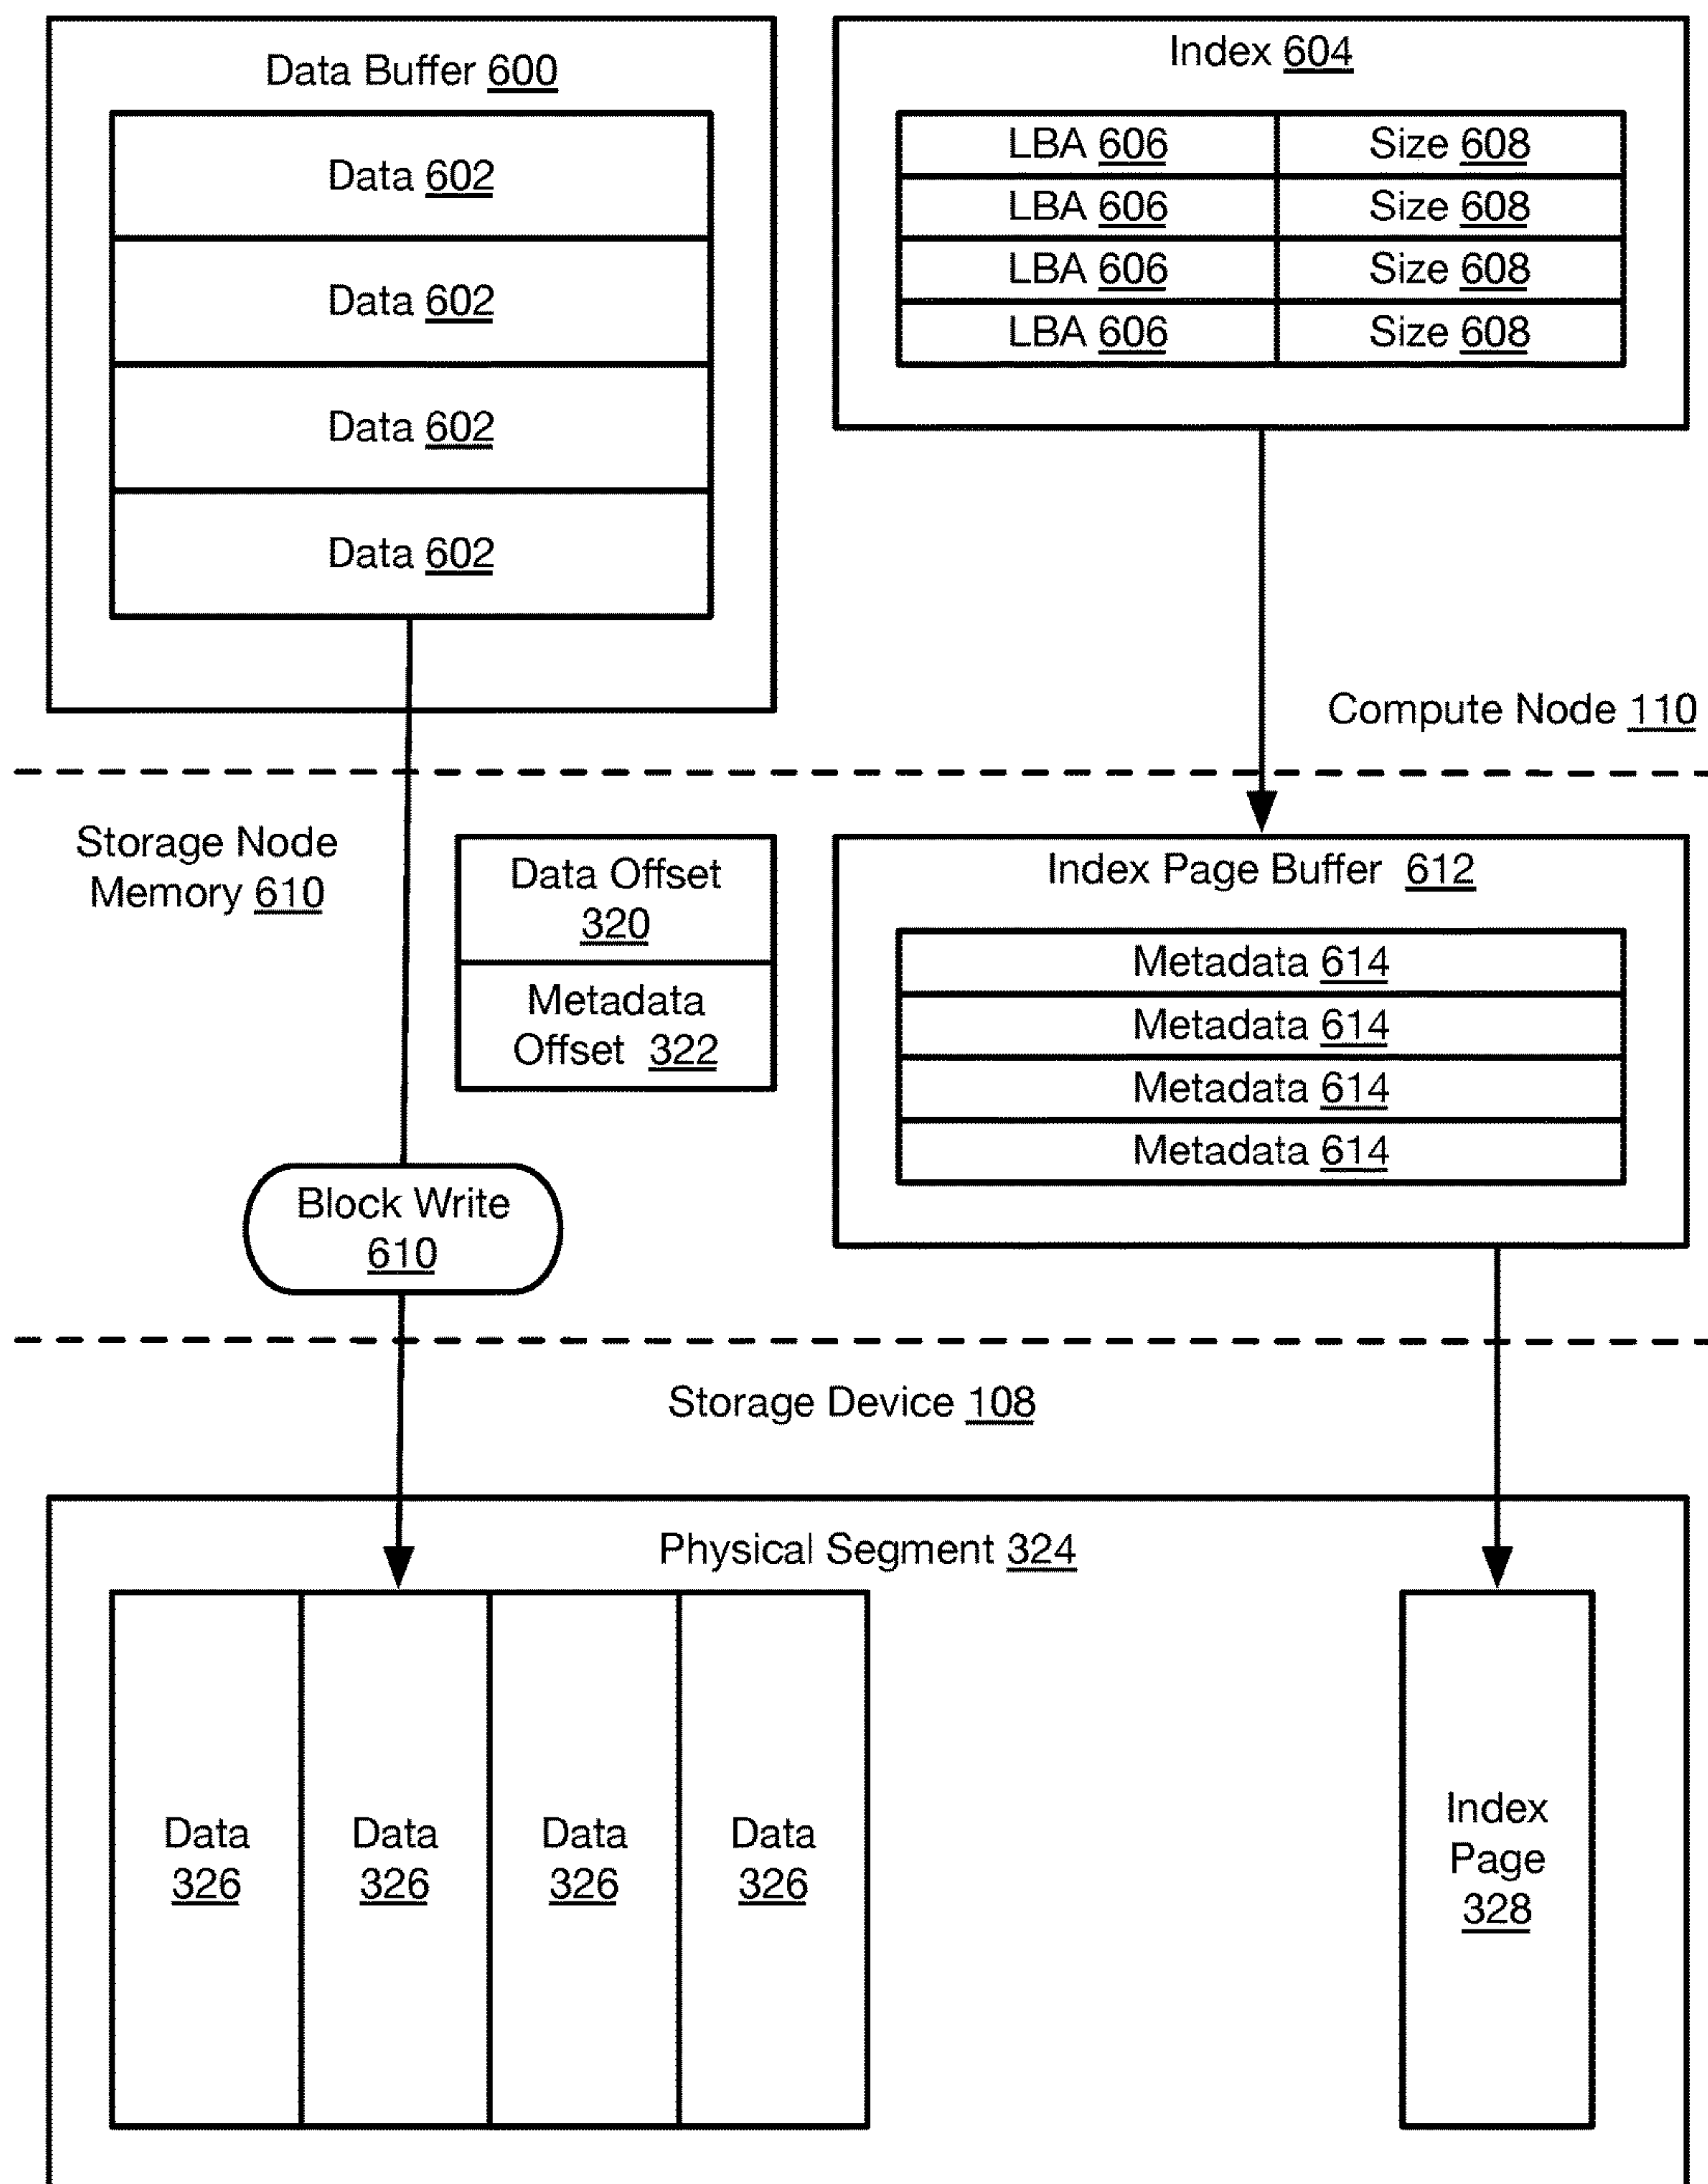 Data Buffer 600
Data 602
Data 602
Data 602
Data 602
Index 604
LBA 606 Size 608
LBA 606 Size 608
LBA 606 Size 608
LBA 606 Size 608
Compute Node 110
Storage Node
Memory 610
Data Offset
320
Metadata
Offset 322
Index Page Buffer 612
Metadata 614
Metadata 614
Metadata 614
Metadata 614
Block Write
610
Storage Device 108
Physical Segment 324
Data
326
Data
326
Data
326
Data
326
Index
Page
328